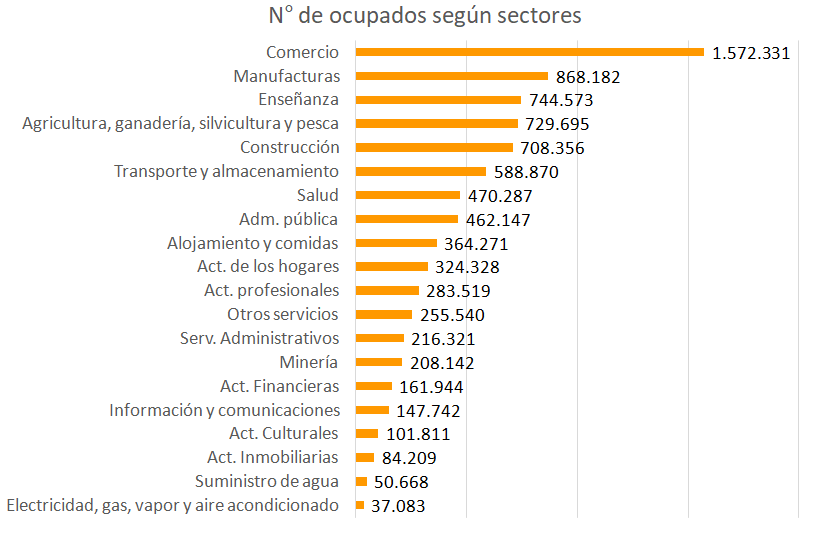 N° de ocupados según sectores
Comercio 1.572.331
Manufacturas 868.182
Enseñanza 744.573
Agricultura, ganadería, silvicultura y pesca 729.695
Construcción 708.356
Transporte y almacenamiento 588.870
Salud 470.287
Adm. pública 462.147
Alojamiento y comidas 364.271
Act. de los hogares 324.328
Act. profesionales 283.519
Otros servicios 255.540
Serv. Administrativos 216.321
Minería 208.142
Act. Financieras 161.944
Información y comunicaciones 147.742
Act. Culturales 101.811
Act. Inmobiliarias 84.209
Suministro de agua 50.668
Electricidad, gas, vapor y aire acondicionado 37.083